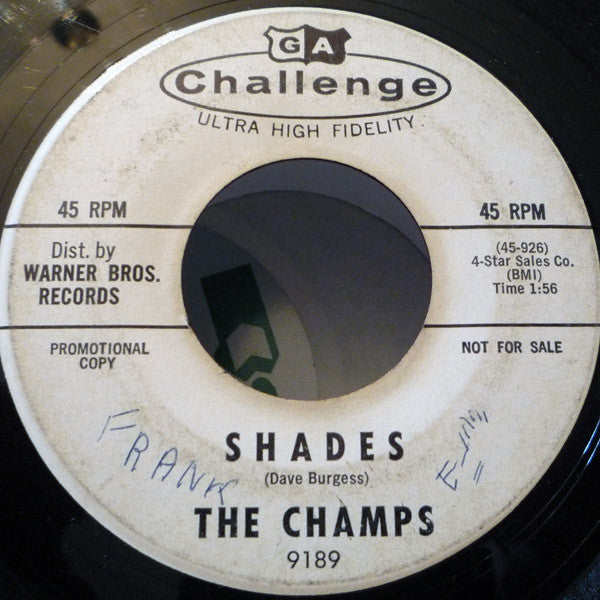 GA
Challenge
ULTRA HIGH FIDELITY
45 RPM
45 RPM
Dist. by
WARNER BROS.
RECORDS
(45-926)
4-Star Sales Co.
(BMI)
Time 1:56
PROMOTIONAL
COPY
NOT FOR SALE
SHADES
(Dave Burgess)
FRANK
THE CHAMPS
9189